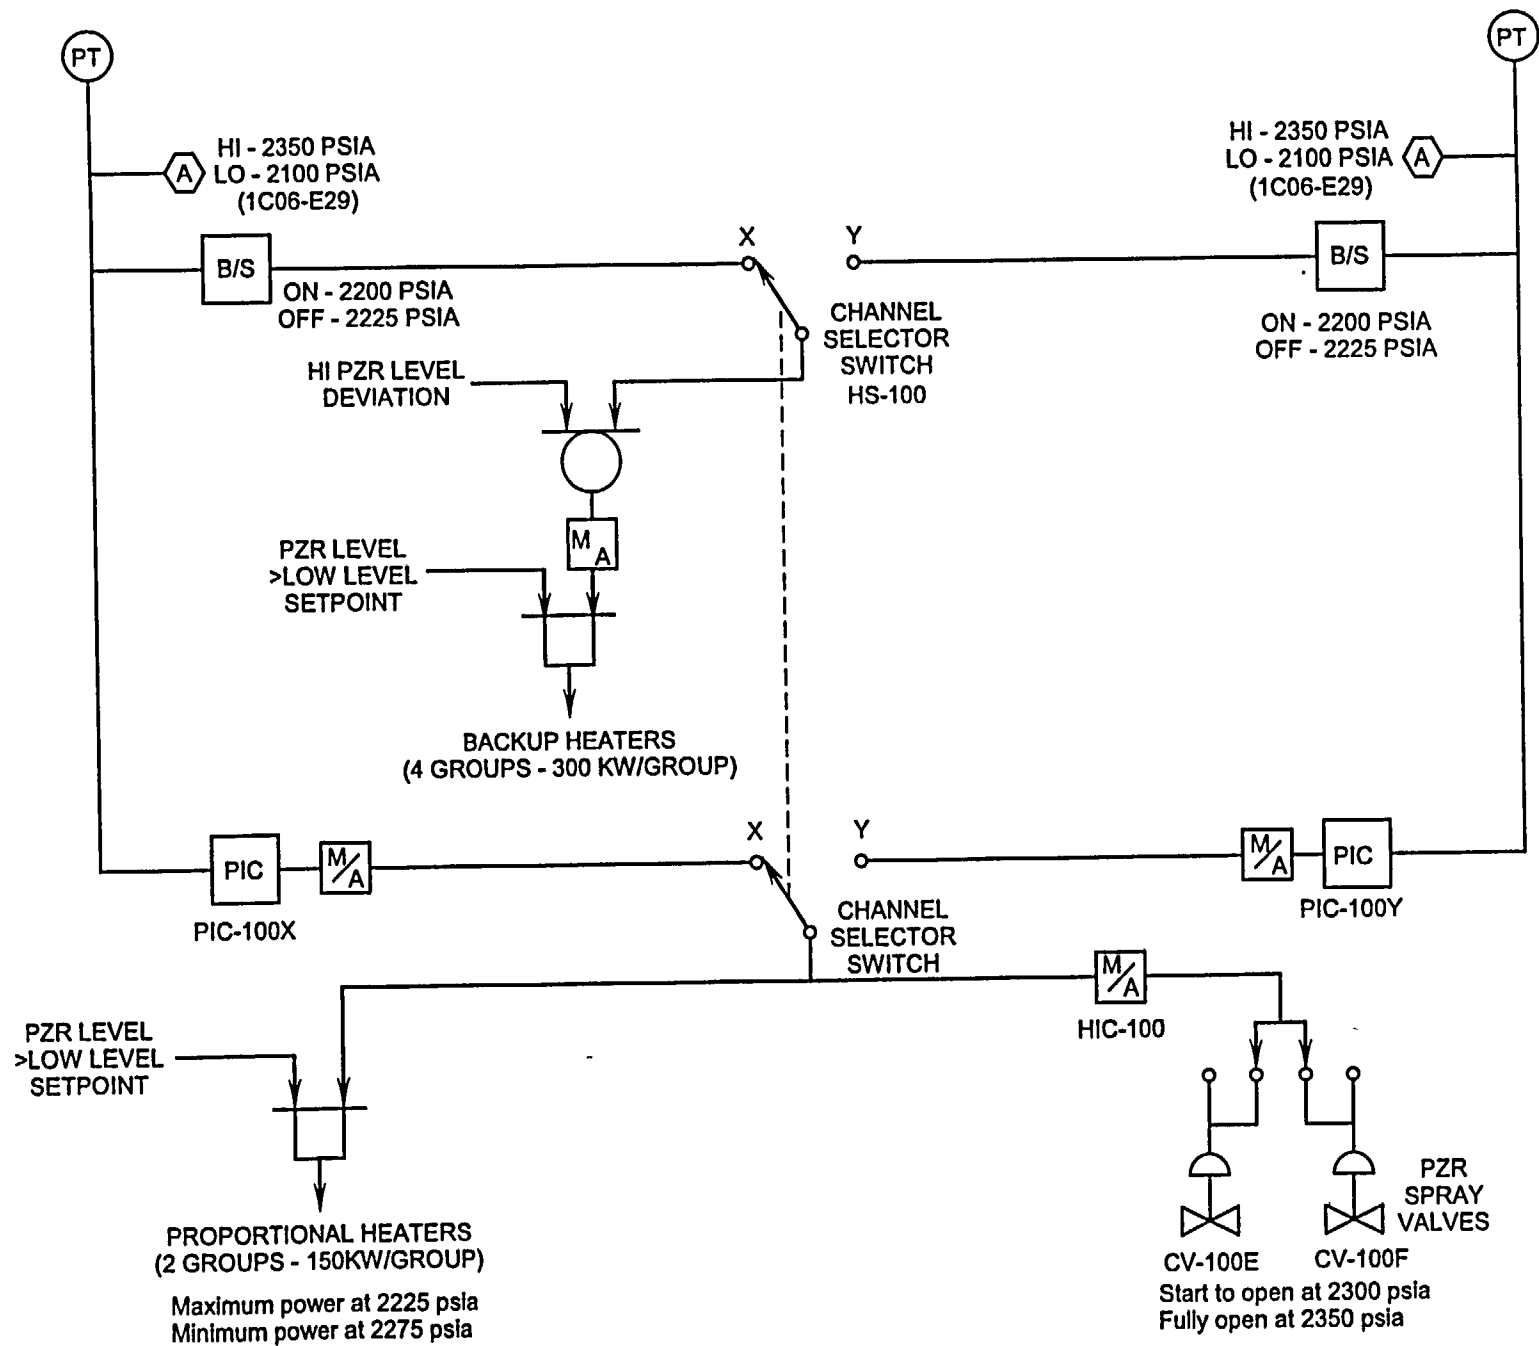 PT
PT
HI - 2350 PSIA
LO - 2100 PSIA
(1C06-E29)
A
HI - 2350 PSIA
LO - 2100 PSIA
(1C06-E29)
A
B/S
ON - 2200 PSIA
OFF - 2225 PSIA
X
Y
B/S
ON - 2200 PSIA
OFF - 2225 PSIA
CHANNEL
SELECTOR
SWITCH
HS-100
HI PZR LEVEL
DEVIATION
M
A
PZR LEVEL
>LOW LEVEL
SETPOINT
BACKUP HEATERS
(4 GROUPS - 300 KW/GROUP)
PIC
M/A
PIC-100X
X
Y
M/A
PIC
PIC-100Y
CHANNEL
SELECTOR
SWITCH
M/A
HIC-100
PZR LEVEL
>LOW LEVEL
SETPOINT
PROPORTIONAL HEATERS
(2 GROUPS - 150KW/GROUP)
Maximum power at 2225 psia
Minimum power at 2275 psia
PZR
SPRAY
VALVES
CV-100E
CV-100F
Start to open at 2300 psia
Fully open at 2350 psia